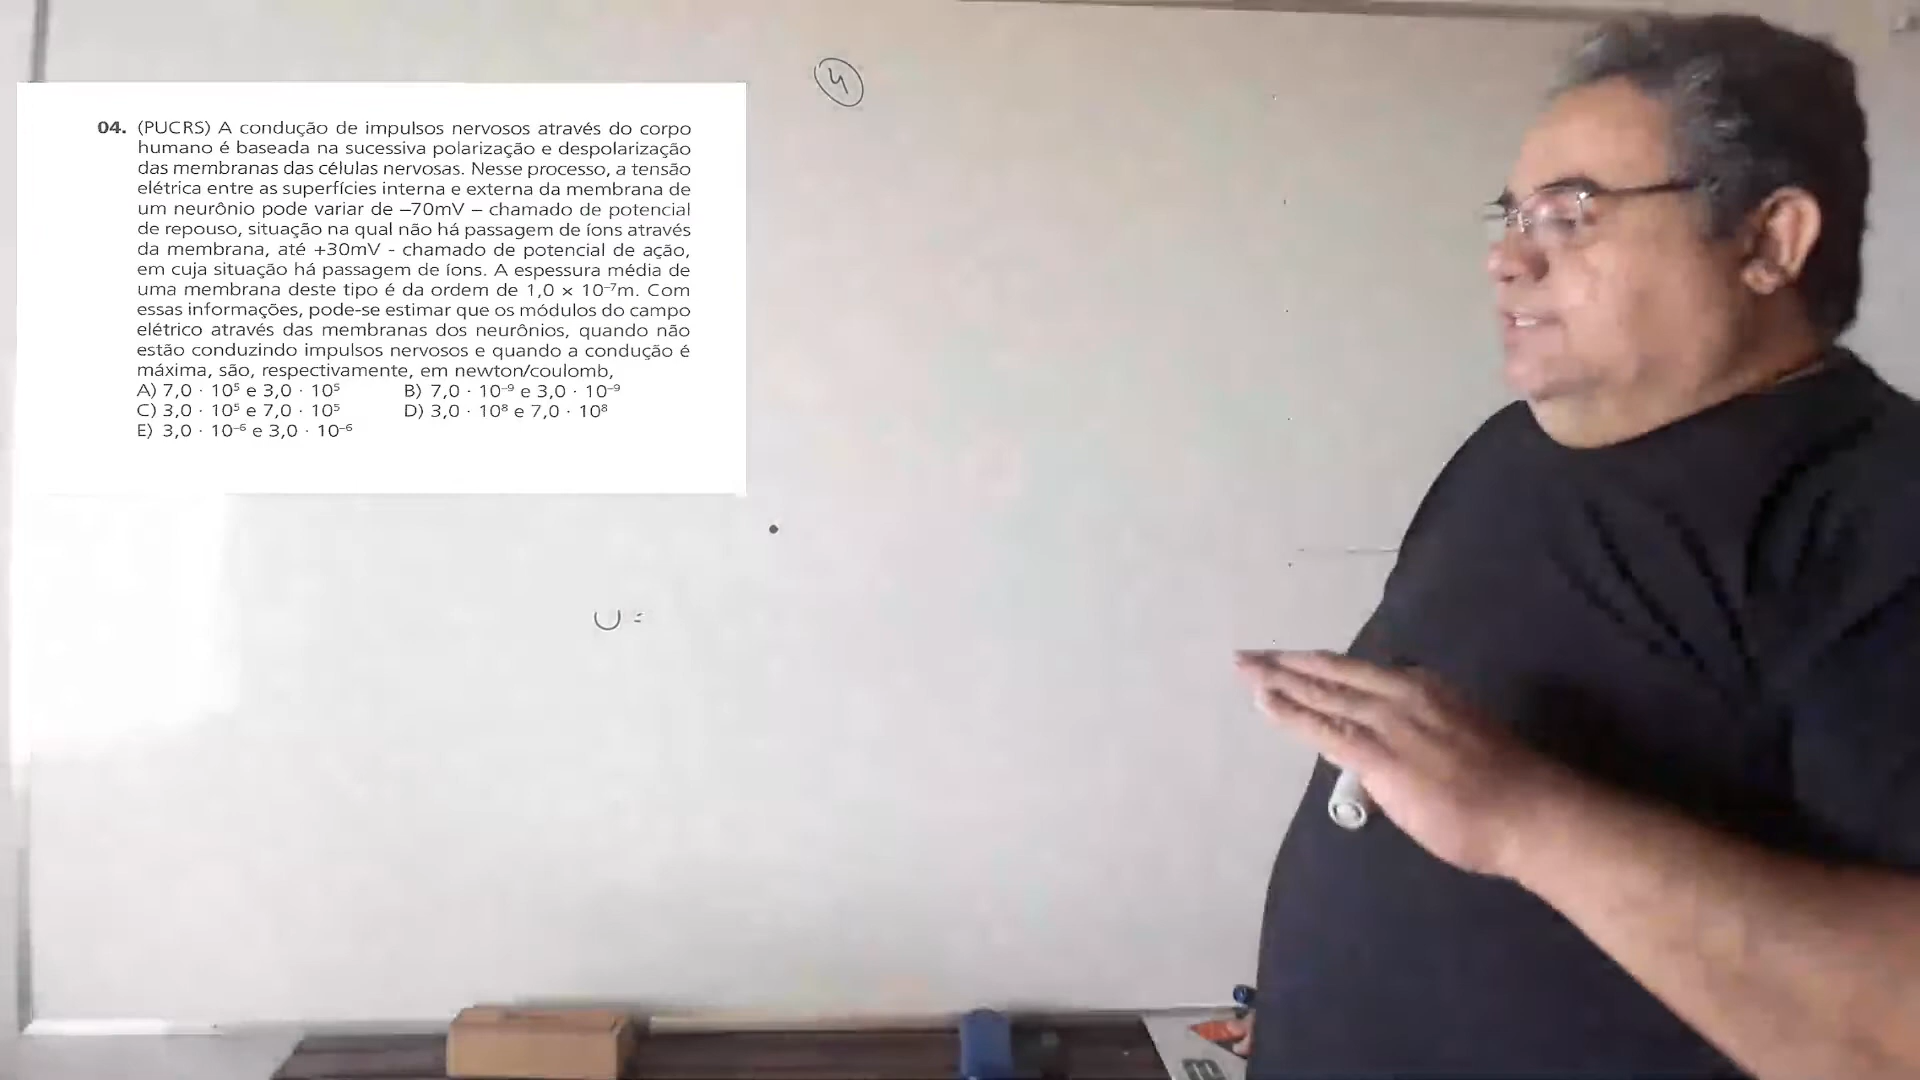 4
04. (PUCRS) A condução de impulsos nervosos através do corpo
humano é baseada na sucessiva polarização e despolarização
das membranas das células nervosas. Nesse processo, a tensão
elétrica entre as superfícies interna e externa da membrana de
um neurônio pode variar de –70mV – chamado de potencial
de repouso, situação na qual não há passagem de íons através
da membrana, até +30mV - chamado de potencial de ação,
em cuja situação há passagem de íons. A espessura média de
uma membrana deste tipo é da ordem de 1,0 × 10⁻⁷m. Com
essas informações, pode-se estimar que os módulos do campo
elétrico através das membranas dos neurônios, quando não
estão conduzindo impulsos nervosos e quando a condução é
máxima, são, respectivamente, em newton/coulomb,
A) 7,0 · 10⁵ e 3,0 · 10⁵ B) 7,0 · 10⁻⁹ e 3,0 · 10⁻⁹
C) 3,0 · 10⁵ e 7,0 · 10⁵ D) 3,0 · 10⁸ e 7,0 · 10⁸
E) 3,0 · 10⁻⁶ e 3,0 · 10⁻⁶
U =